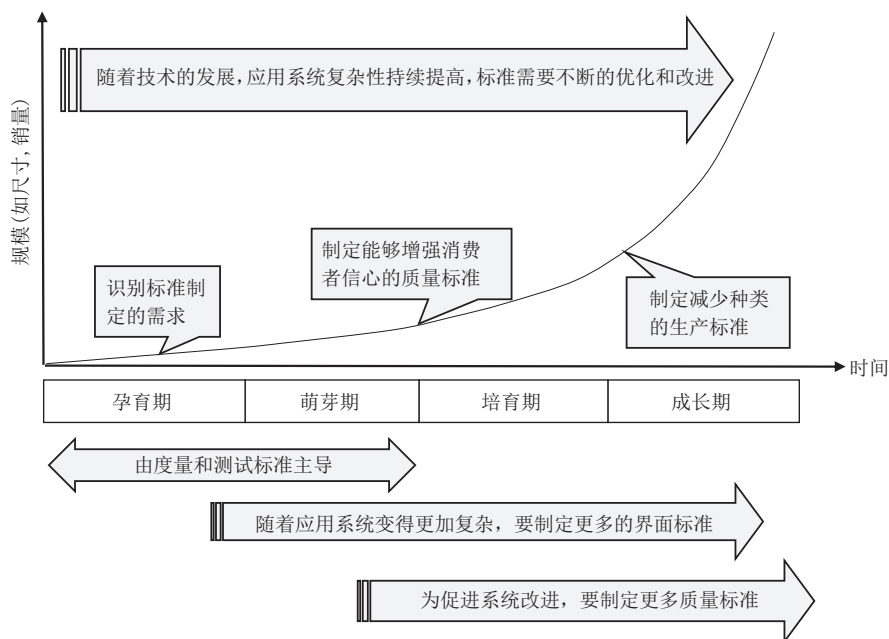 随着技术的发展,应用系统复杂性持续提高,标准需要不断的优化和改进
规模(如尺寸,销量)
制定能够增强消费
者信心的质量标准
识别标准制
定的需求
制定减少种类
的生产标准
时间
孕育期
萌芽期
培育期
成长期
由度量和测试标准主导
随着应用系统变得更加复杂，要制定更多的界面标准
为促进系统改进，要制定更多质量标准